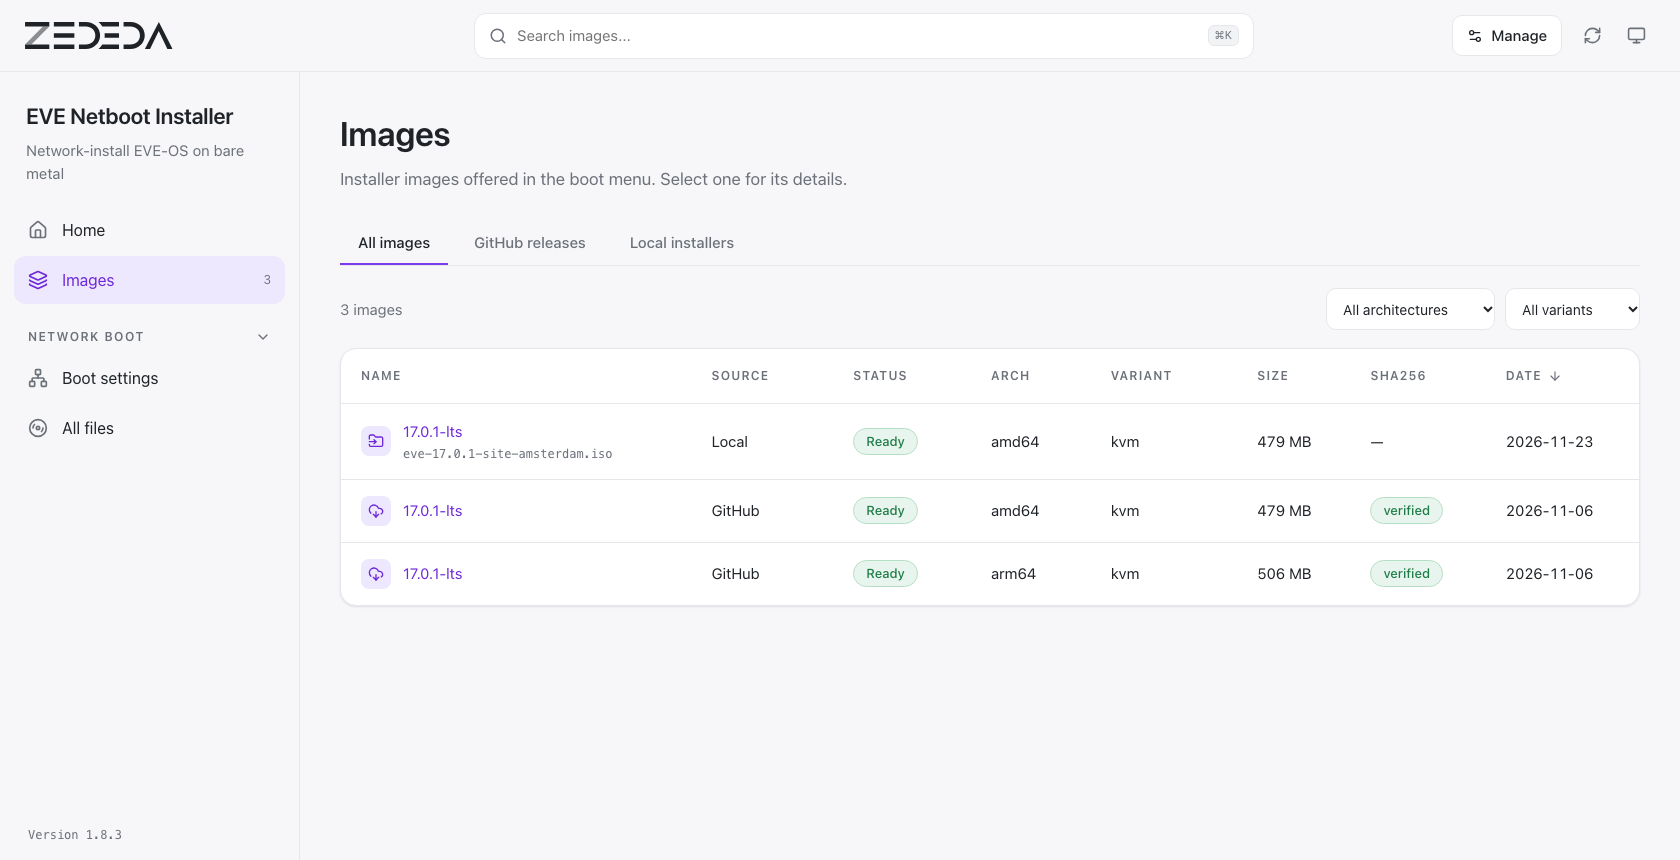 ZEDEDA
Search images...
⌘K
Manage
EVE Netboot Installer
Network-install EVE-OS on bare
metal
Home
Images 3
NETWORK BOOT
Boot settings
All files
Version 1.8.3
Images
Installer images offered in the boot menu. Select one for its details.
All images GitHub releases Local installers
3 images
All architectures All variants
NAME SOURCE STATUS ARCH VARIANT SIZE SHA256 DATE ↓
17.0.1-lts
eve-17.0.1-site-amsterdam.iso
Local Ready amd64 kvm 479 MB — 2026-11-23
17.0.1-lts GitHub Ready amd64 kvm 479 MB verified 2026-11-06
17.0.1-lts GitHub Ready arm64 kvm 506 MB verified 2026-11-06